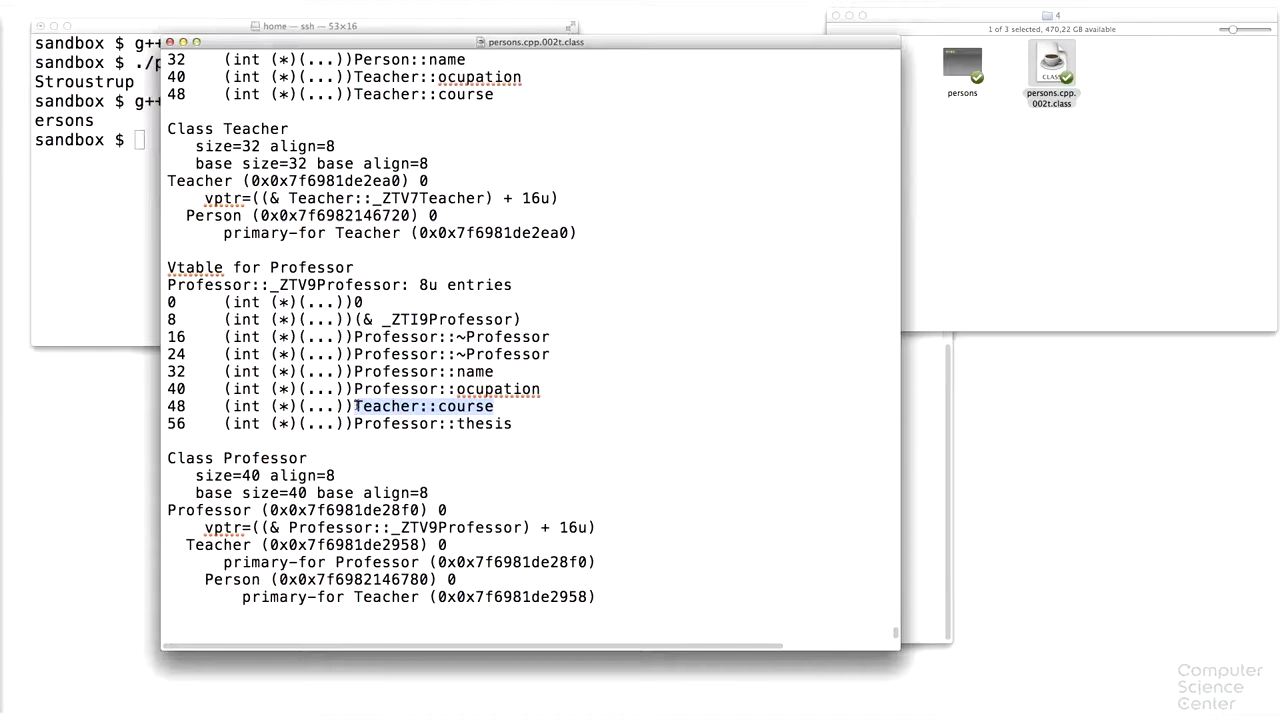 home — ssh — 53×16
sandbox $ g++
sandbox $ ./p
Stroustrup
sandbox $ g++
ersons
sandbox $
persons.cpp.002t.class
32 (int (*)(...))Person::name
40 (int (*)(...))Teacher::ocupation
48 (int (*)(...))Teacher::course
Class Teacher
size=32 align=8
base size=32 base align=8
Teacher (0x0x7f6981de2ea0) 0
vptr=((& Teacher::_ZTV7Teacher) + 16u)
Person (0x0x7f6982146720) 0
primary-for Teacher (0x0x7f6981de2ea0)
Vtable for Professor
Professor::_ZTV9Professor: 8u entries
0 (int (*)(...))0
8 (int (*)(...))(& _ZTI9Professor)
16 (int (*)(...))Professor::~Professor
24 (int (*)(...))Professor::~Professor
32 (int (*)(...))Professor::name
40 (int (*)(...))Professor::ocupation
48 (int (*)(...))Teacher::course
56 (int (*)(...))Professor::thesis
Class Professor
size=40 align=8
base size=40 base align=8
Professor (0x0x7f6981de28f0) 0
vptr=((& Professor::_ZTV9Professor) + 16u)
Teacher (0x0x7f6981de2958) 0
primary-for Professor (0x0x7f6981de28f0)
Person (0x0x7f6982146780) 0
primary-for Teacher (0x0x7f6981de2958)
4
1 of 3 selected, 470,22 GB available
CLASS
persons
persons.cpp.
002t.class
Computer
Science
Center